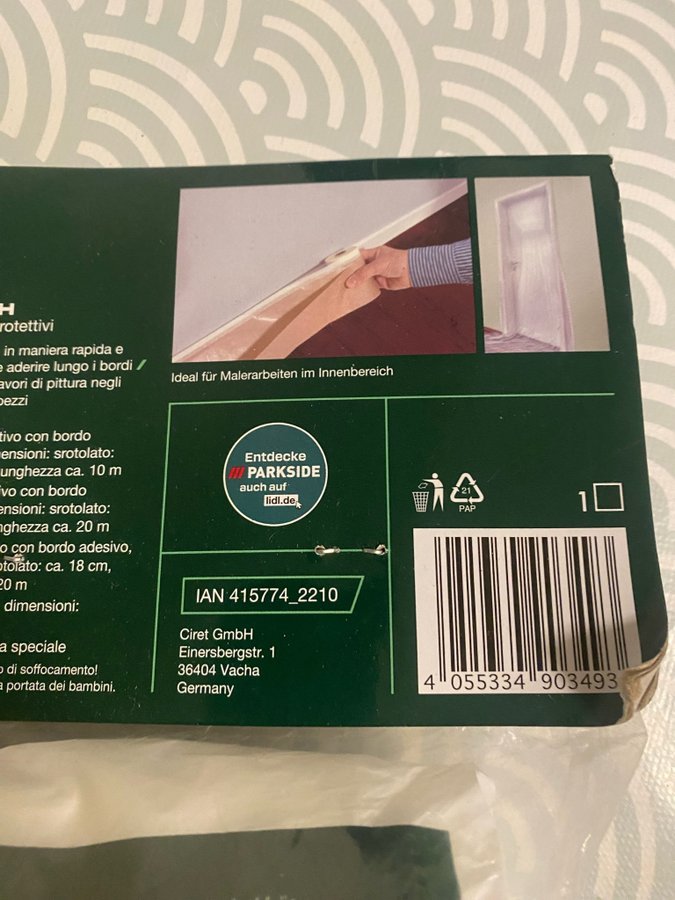 H
rotettivi
in maniera rapida e
e aderire lungo i bordi
avori di pittura negli
pezzi
tivo con bordo
ensioni: srotolato:
unghezza ca. 10 m
ivo con bordo
ensioni: srotolato:
nghezza ca. 20 m
o con bordo adesivo,
otolato: ca. 18 cm,
20 m
dimensioni:
a speciale
o di soffocamento!
a portata dei bambini.
Ideal für Malerarbeiten im Innenbereich
Entdecke
/// PARKSIDE
auch auf
lidl.de
IAN 415774_2210
Ciret GmbH
Einersbergstr. 1
36404 Vacha
Germany
21
PAP
1
4 055334 903493